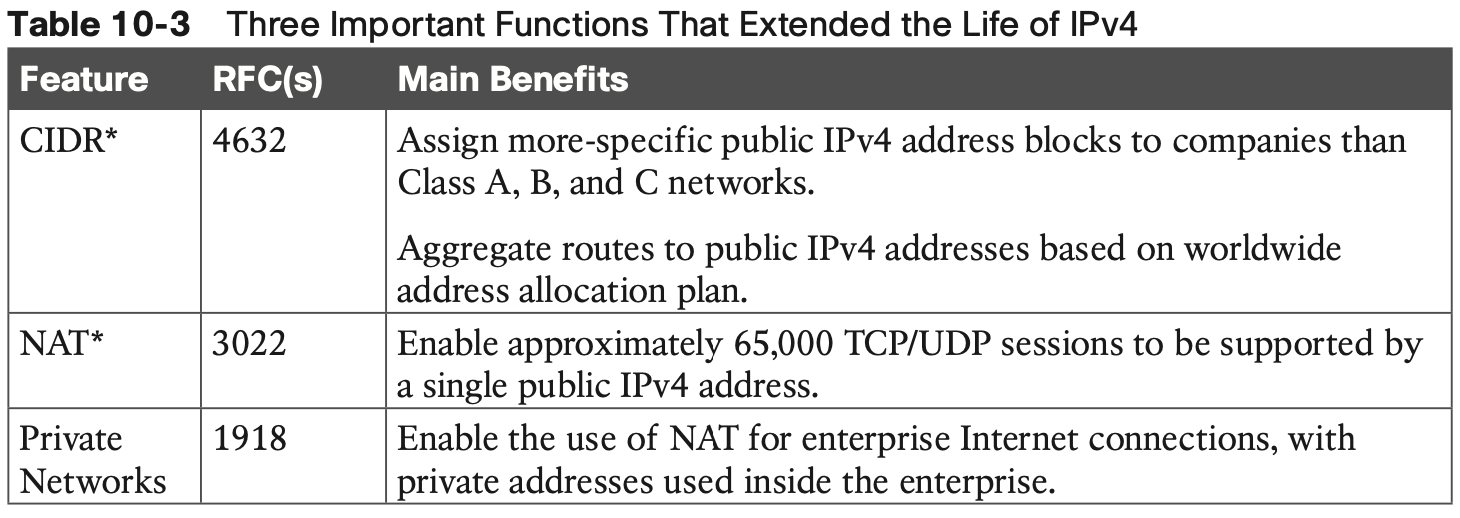 Table 10-3 Three Important Functions That Extended the Life of IPv4
Feature RFC(s) Main Benefits
CIDR* 4632 Assign more-specific public IPv4 address blocks to companies than
Class A, B, and C networks.
Aggregate routes to public IPv4 addresses based on worldwide
address allocation plan.
NAT* 3022 Enable approximately 65,000 TCP/UDP sessions to be supported by
a single public IPv4 address.
Private 1918 Enable the use of NAT for enterprise Internet connections, with
Networks private addresses used inside the enterprise.